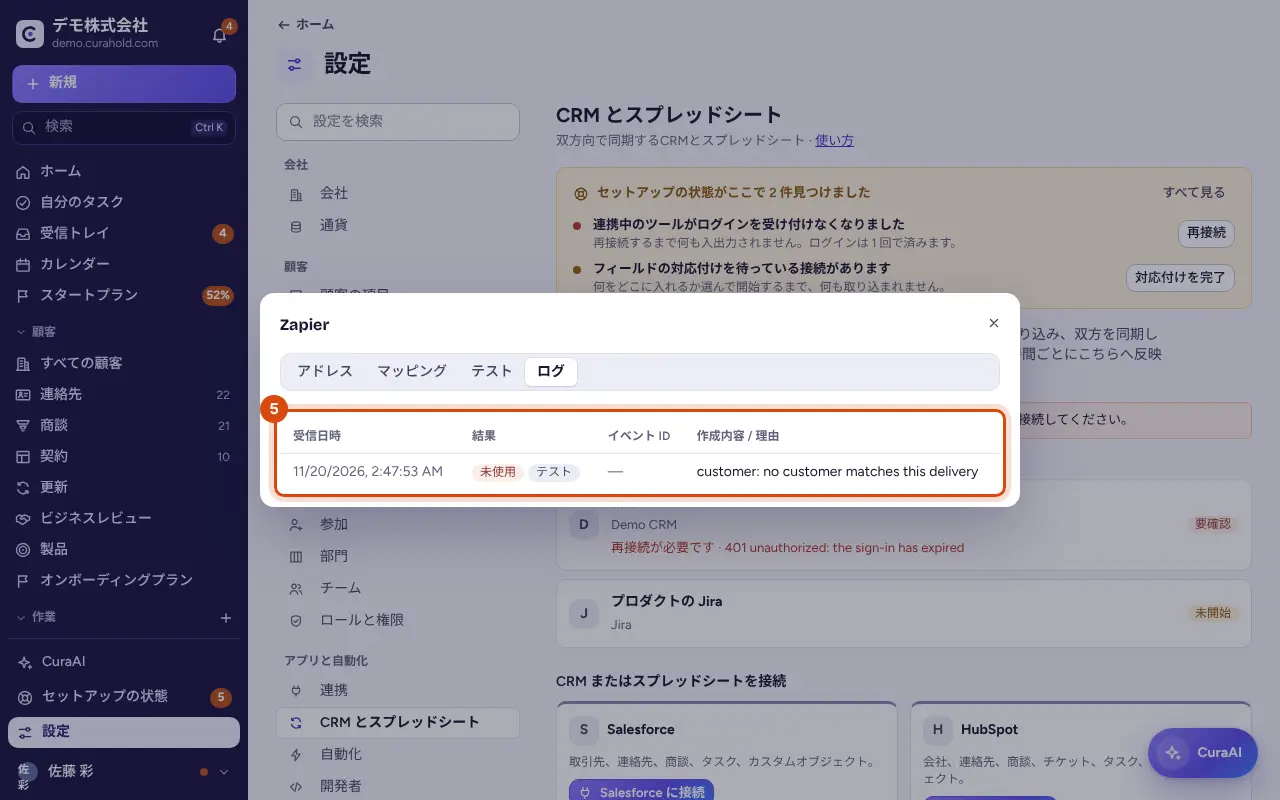 デモ株式会社
demo.curahold.com
4
新規
検索
Ctrl K
ホーム
自分のタスク
受信トレイ
4
カレンダー
スタートプラン
52%
顧客
すべての顧客
連絡先
22
商談
21
契約
10
更新
ビジネスレビュー
製品
オンボーディングプラン
作業
CuraAI
セットアップの状態
5
設定
佐彩
佐藤 彩
← ホーム
設定
設定を検索
会社
会社
通貨
顧客
参加
部門
チーム
ロールと権限
アプリと自動化
連携
CRM とスプレッドシート
自動化
開発者
CRM とスプレッドシート
双方向で同期するCRMとスプレッドシート · 使い方
セットアップの状態がここで 2 件見つけました
すべて見る
連携中のツールがログインを受け付けなくなりました
再接続するまで何も入出力されません。ログインは 1 回で済みます。
再接続
フィールドの対応付けを待っている接続があります
何をどこに入れるか選んで開始するまで、何も取り込まれません。
対応付けを完了
り込み、双方を同期し
間ごとにこちらへ反映
接続してください。
Zapier
アドレス
マッピング
テスト
ログ
5
受信日時
結果
イベント ID
作成内容 / 理由
11/20/2026, 2:47:53 AM
未使用
テスト
—
customer: no customer matches this delivery
D
Demo CRM
再接続が必要です · 401 unauthorized: the sign-in has expired
要確認
J
プロダクトの Jira
Jira
未開始
CRM またはスプレッドシートを接続
S
Salesforce
取引先、連絡先、商談、タスク、カスタムオブジェクト。
Salesforce に接続
H
HubSpot
会社、連絡先、商談、チケット、タスク、
ェクト。
CuraAI